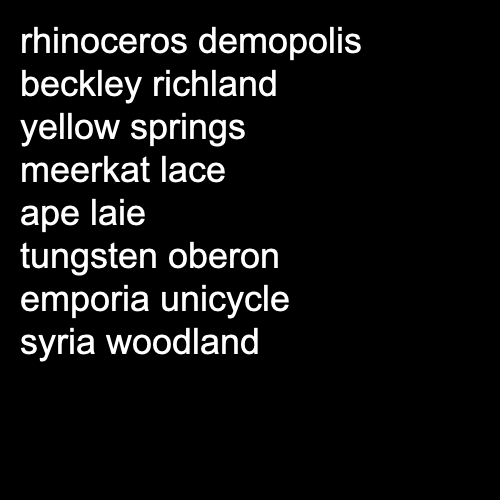 rhinoceros demopolis
beckley richland
yellow springs
meerkat lace
ape laie
tungsten oberon
emporia unicycle
syria woodland